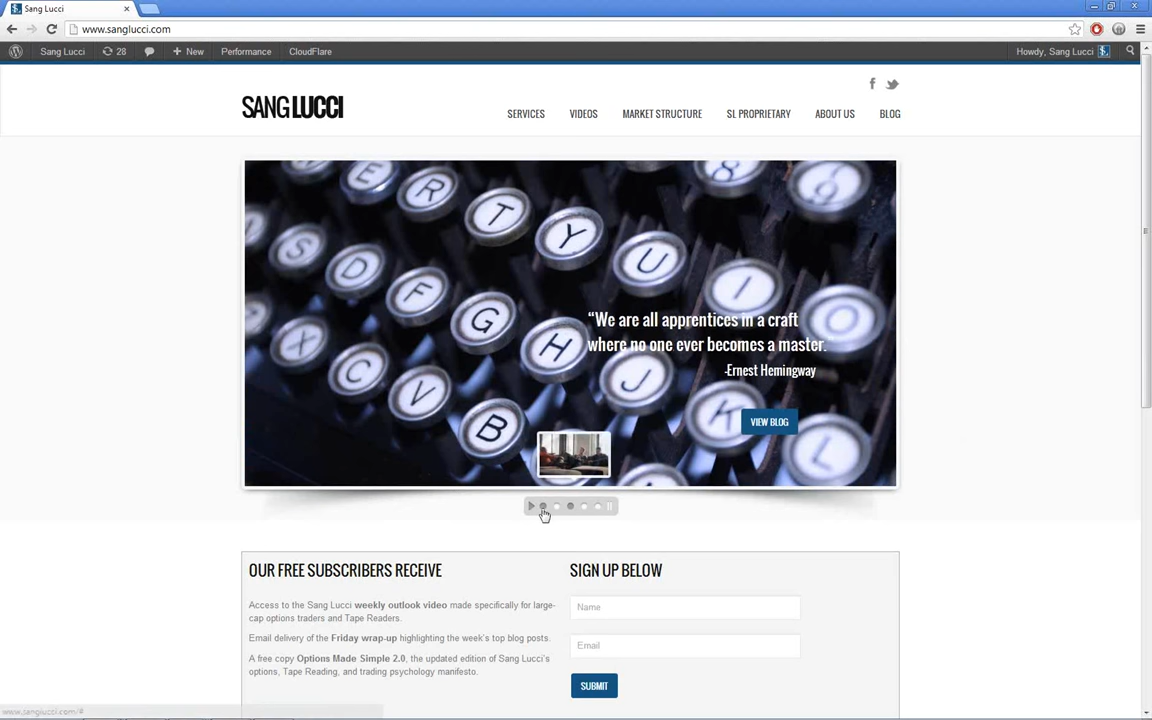 Sang Lucci
www.sanglucci.com
Sang Lucci 28 New Performance CloudFlare Howdy, Sang Lucci
SANG LUCCI
SERVICES VIDEOS MARKET STRUCTURE SL PROPRIETARY ABOUT US BLOG
E R T Y U I O 8 9
S D F G H J K L
X C V B
“We are all apprentices in a craft
where no one ever becomes a master.”
-Ernest Hemingway
VIEW BLOG
OUR FREE SUBSCRIBERS RECEIVE
Access to the Sang Lucci weekly outlook video made specifically for large-
cap options traders and Tape Readers.
Email delivery of the Friday wrap-up highlighting the week's top blog posts.
A free copy Options Made Simple 2.0, the updated edition of Sang Lucci's
options, Tape Reading, and trading psychology manifesto.
SIGN UP BELOW
Name
Email
SUBMIT
www.sanglucci.com/#